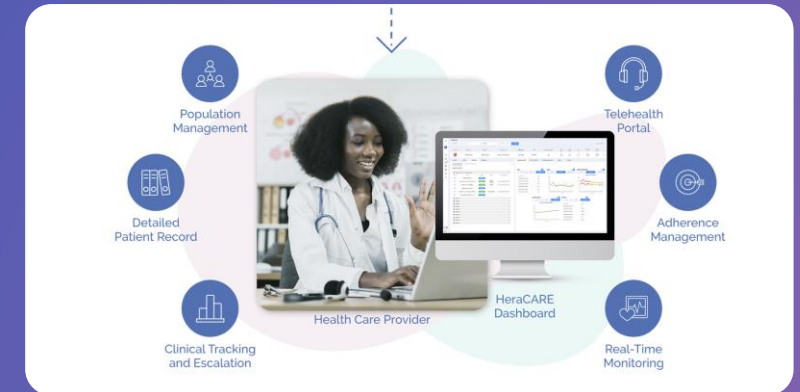 Population
Management
Telehealth
Portal
Detailed
Patient Record
Adherence
Management
Health Care Provider
HeraCARE
Dashboard
Clinical Tracking
and Escalation
Real-Time
Monitoring